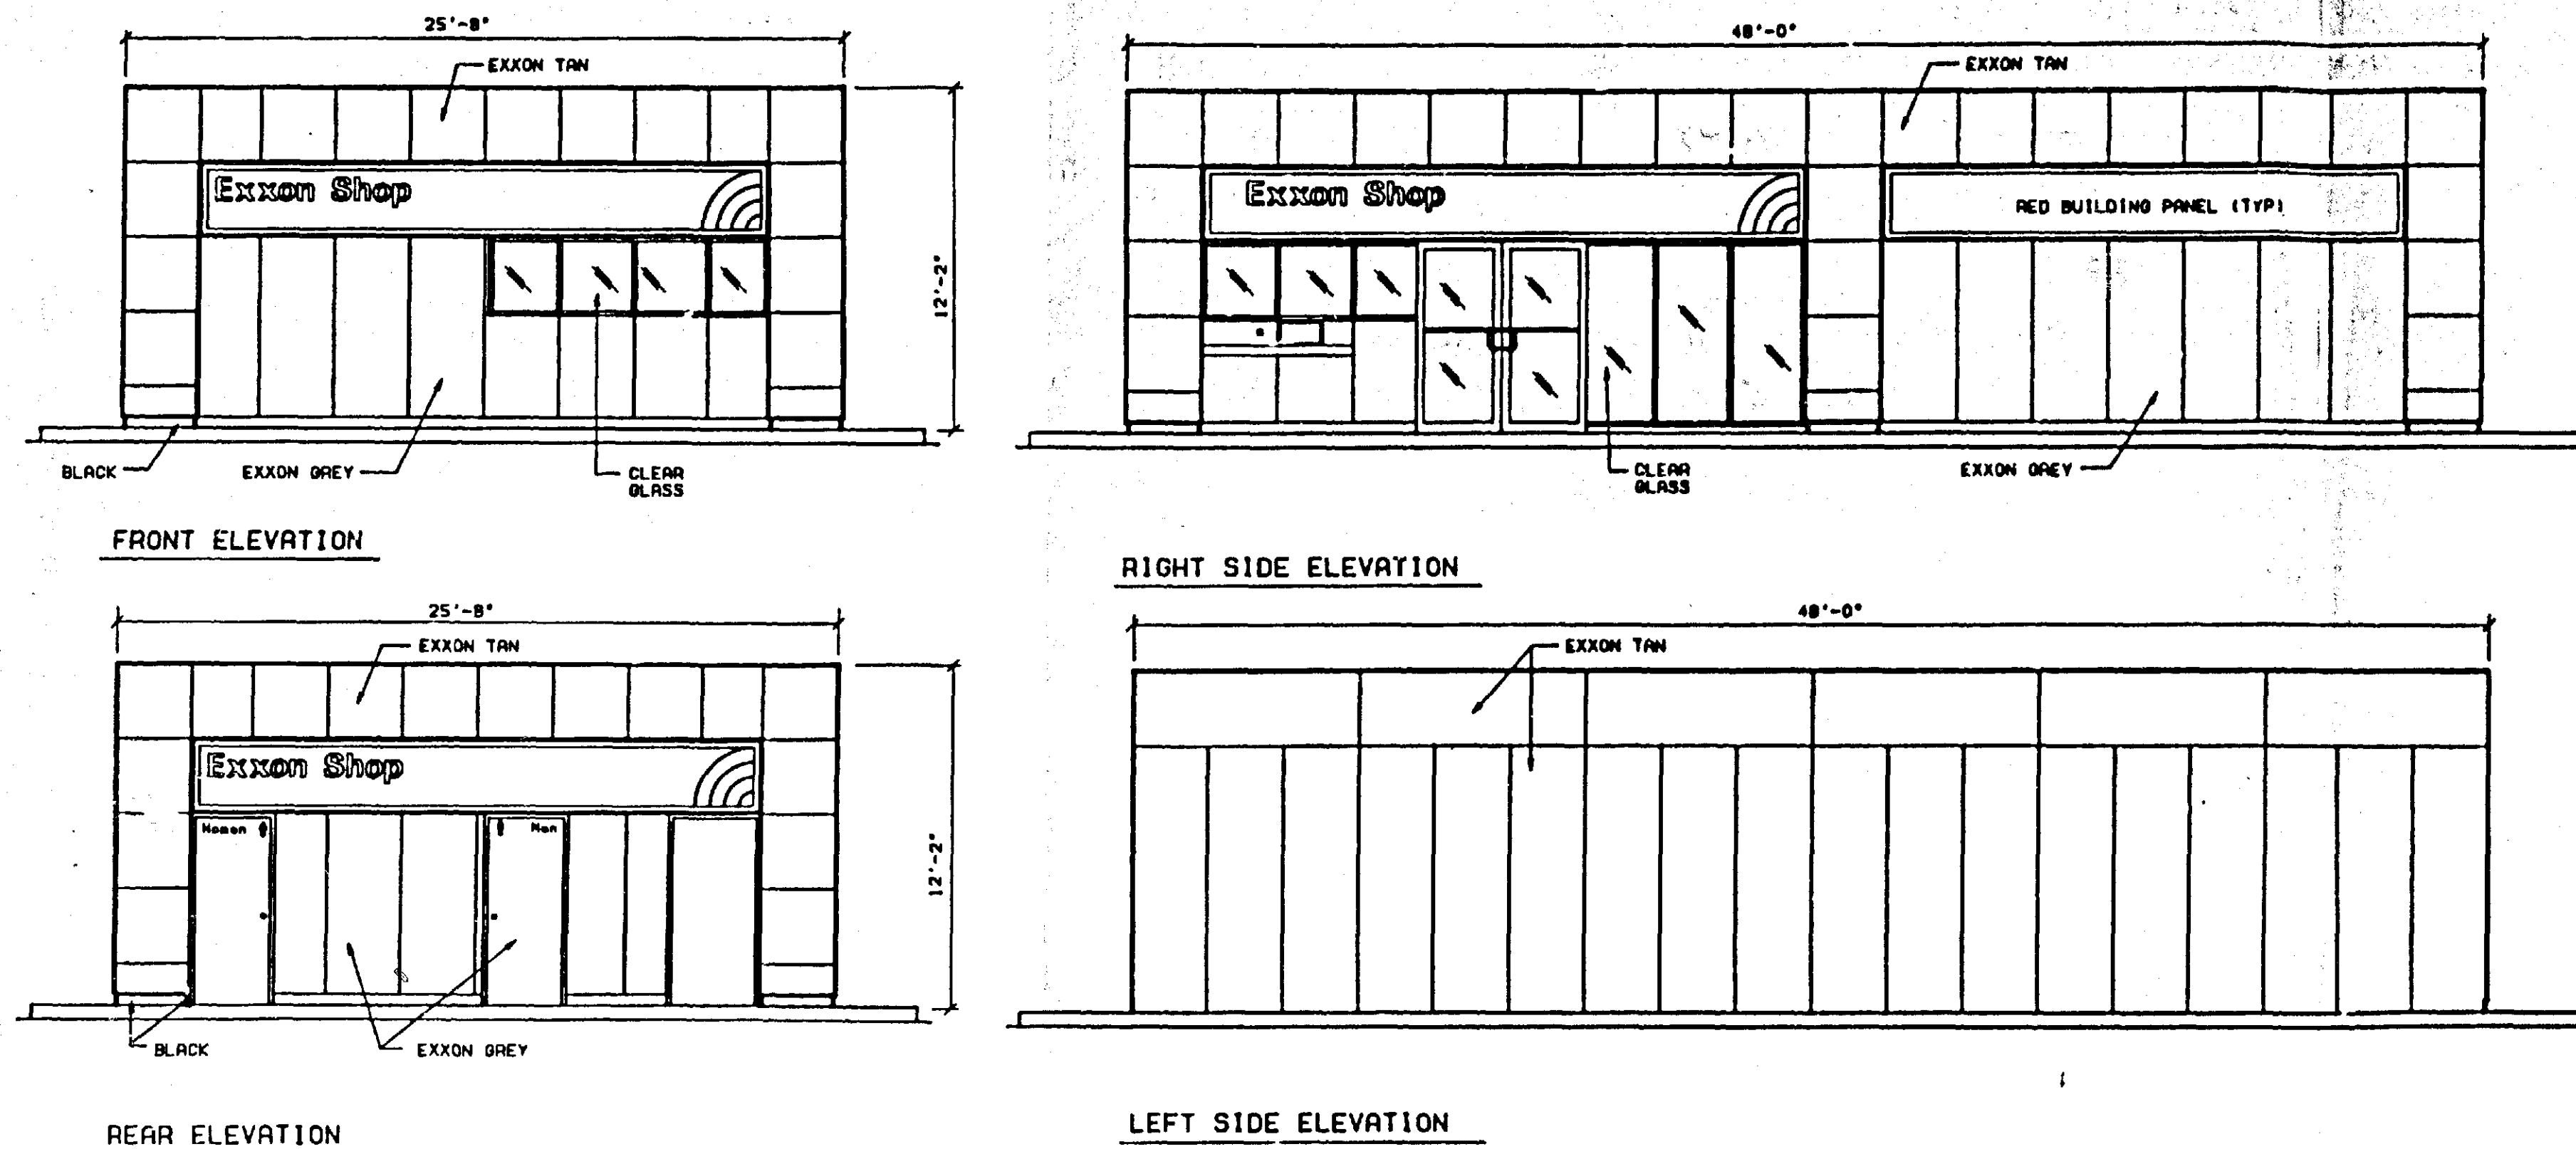 25'-8"
EXXON TAN
Exxon Shop
12'-2"
BLACK
EXXON GREY
CLEAR
GLASS
FRONT ELEVATION
48'-0"
EXXON TAN
Exxon Shop
RED BUILDING PANEL (TYP)
CLEAR
GLASS
EXXON GREY
RIGHT SIDE ELEVATION
25'-8"
EXXON TAN
Exxon Shop
Women
Men
12'-2"
BLACK
EXXON GREY
REAR ELEVATION
48'-0"
EXXON TAN
LEFT SIDE ELEVATION